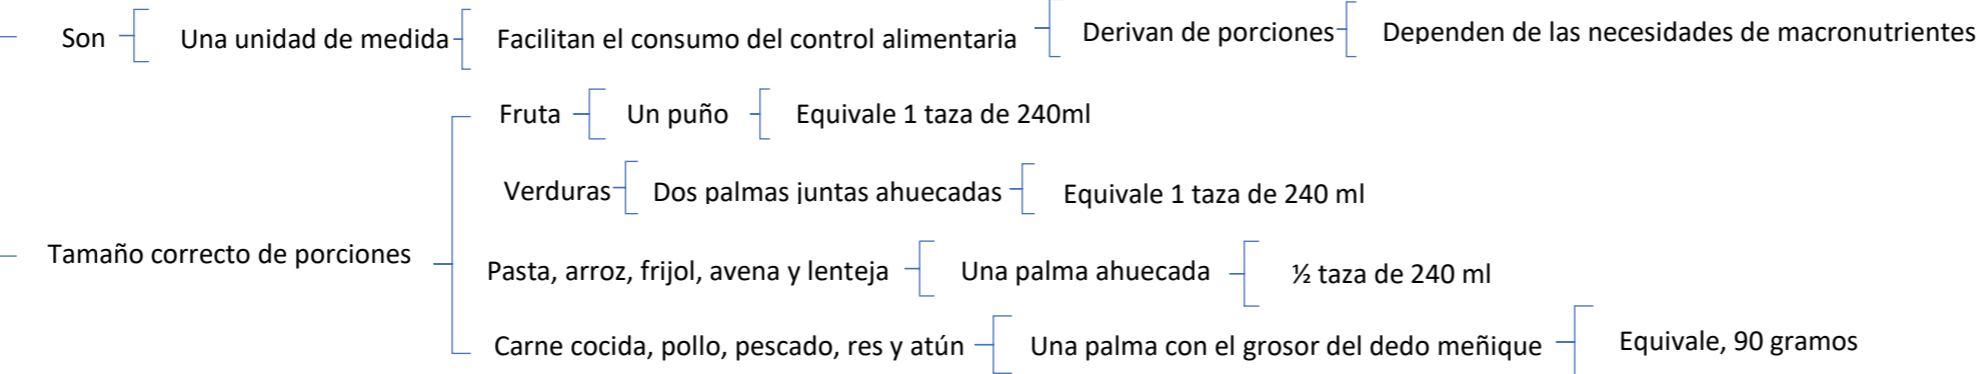 Son Una unidad de medida Facilitan el consumo del control alimentaria Derivan de porciones Dependen de las necesidades de macronutrientes
Fruta Un puño Equivale 1 taza de 240ml
Verduras Dos palmas juntas ahuecadas Equivale 1 taza de 240 ml
Tamaño correcto de porciones
Pasta, arroz, frijol, avena y lenteja Una palma ahuecada ½ taza de 240 ml
Carne cocida, pollo, pescado, res y atún Una palma con el grosor del dedo meñique Equivale, 90 gramos